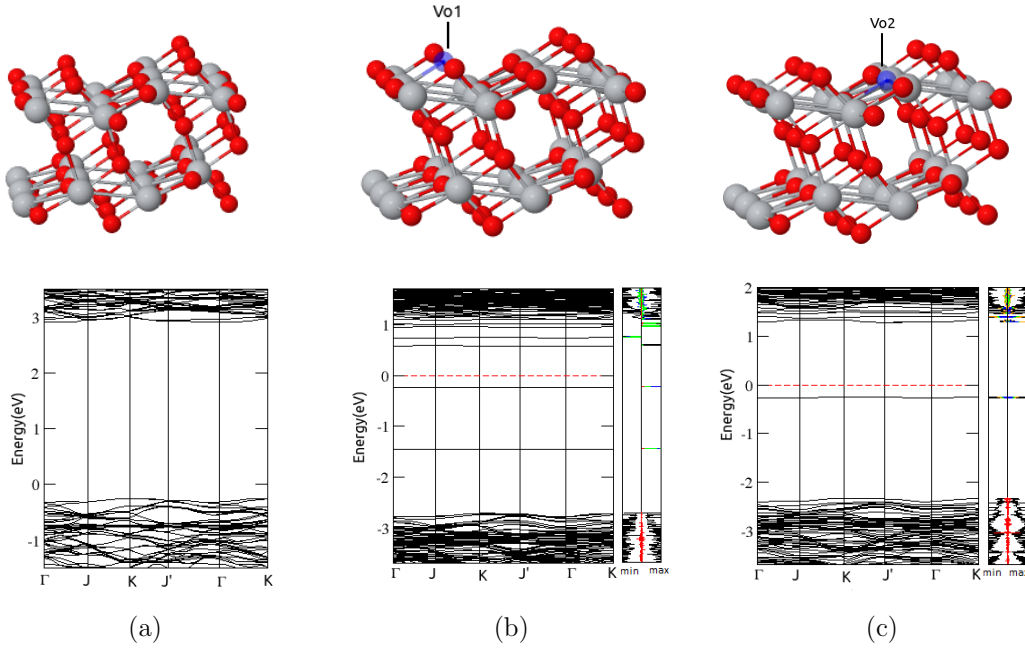 Vo1
Vo2
Energy(eV)
3
2
1
0
-1
Γ J K J' Γ K
Energy(eV)
1
0
-1
-2
-3
Γ J K J' Γ K
min max
Energy(eV)
2
1
0
-1
-2
-3
Γ J K J' Γ K
min max
(a)
(b)
(c)